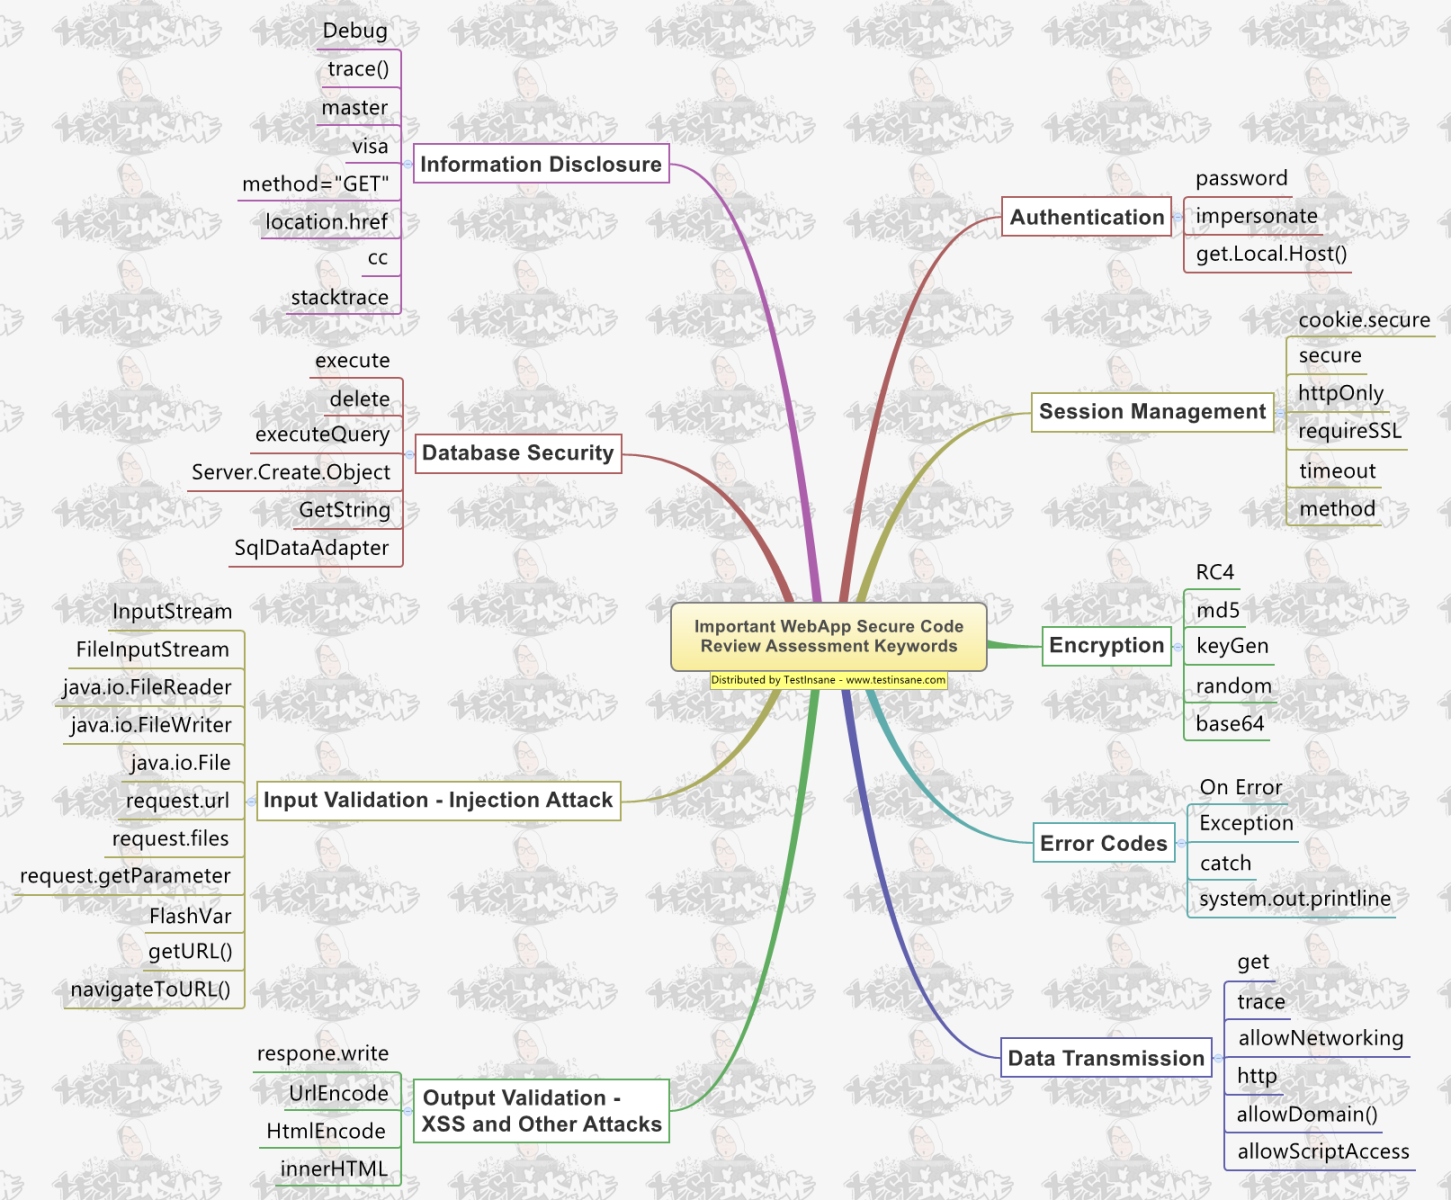 Important WebApp Secure Code
Review Assessment Keywords
Distributed by TestInsane - www.testinsane.com
Authentication
password
impersonate
get.Local.Host()
Session Management
cookie.secure
secure
httpOnly
requireSSL
timeout
method
Encryption
RC4
md5
keyGen
random
base64
Error Codes
On Error
Exception
catch
system.out.printline
Data Transmission
get
trace
allowNetworking
http
allowDomain()
allowScriptAccess
Information Disclosure
Debug
trace()
master
visa
method="GET"
location.href
cc
stacktrace
Database Security
execute
delete
executeQuery
Server.Create.Object
GetString
SqlDataAdapter
Input Validation - Injection Attack
InputStream
FileInputStream
java.io.FileReader
java.io.FileWriter
java.io.File
request.url
request.files
request.getParameter
FlashVar
getURL()
navigateToURL()
Output Validation -
XSS and Other Attacks
respone.write
UrlEncode
HtmlEncode
innerHTML
TEST INSANE